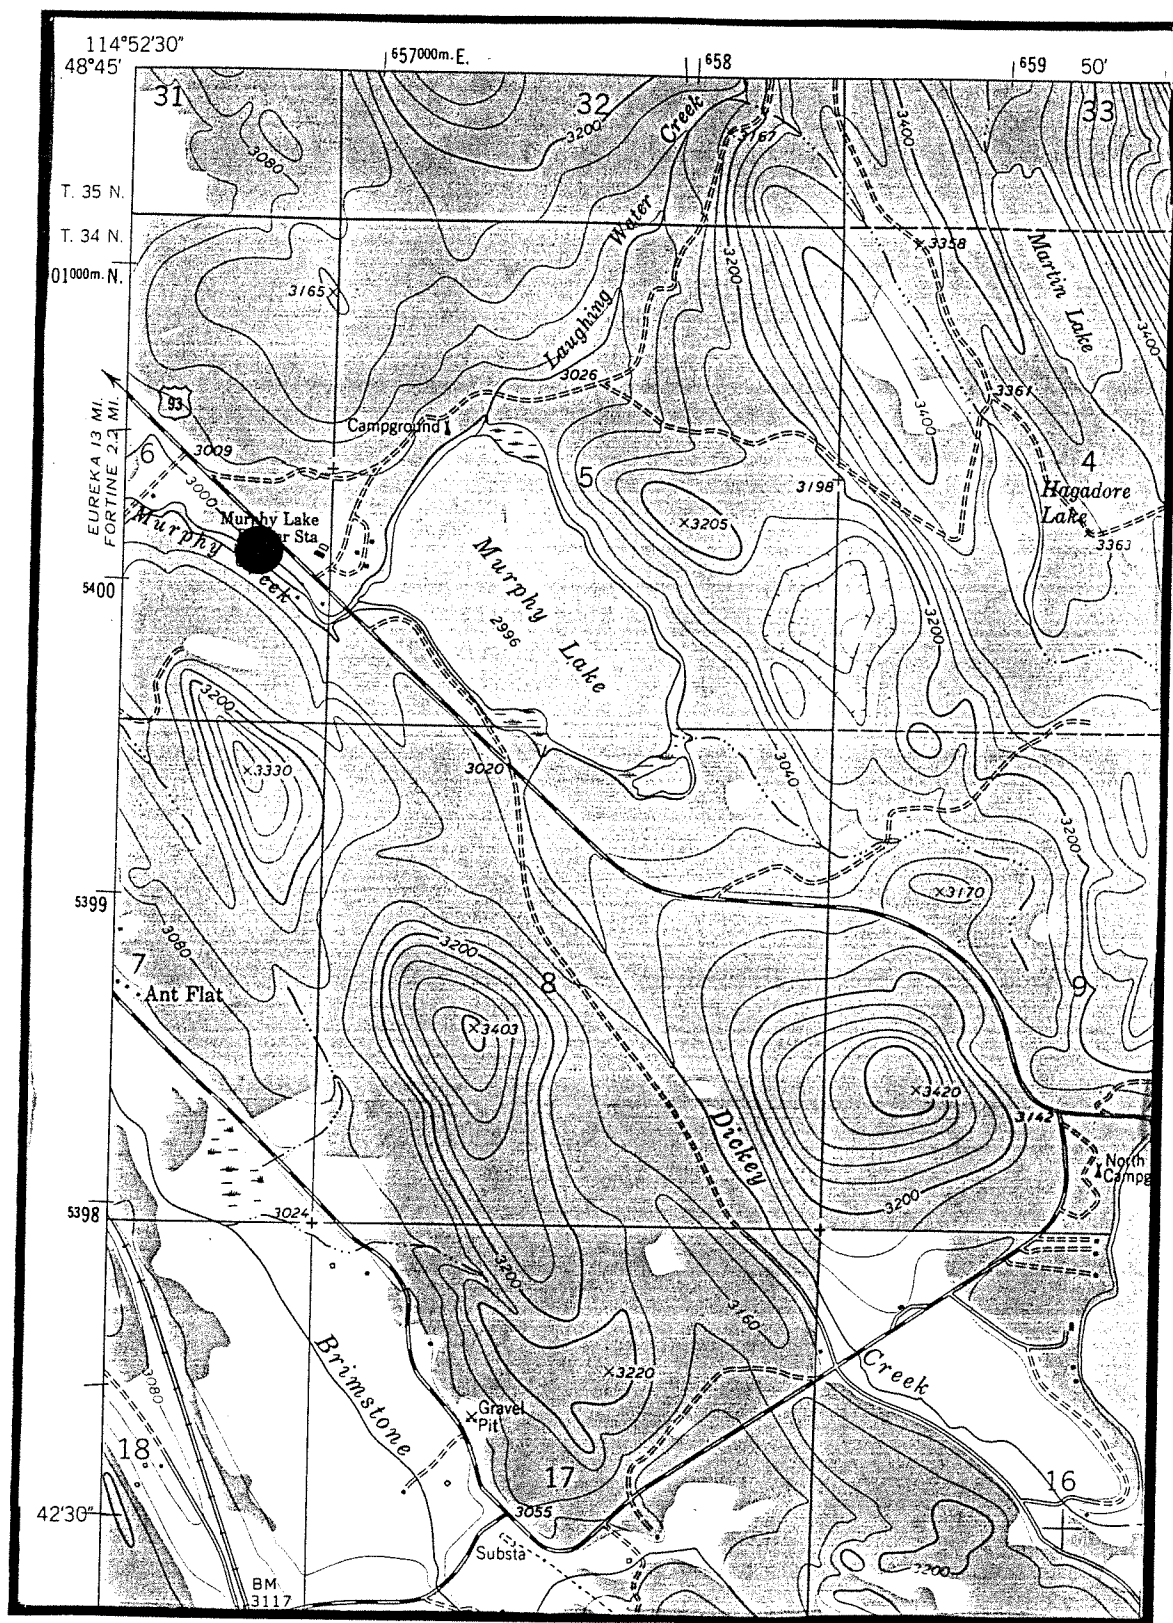 114°52'30"
657000m. E.
658
659
50'
48°45'
31
32
33
3200
3400
3167
3080
Laughing Water Creek
T. 35 N.
T. 34 N.
01000m. N.
3358
3200
Martin Lake
3165
3400
3026
93
EUREKA 13 MI.
FORTINE 2.2 MI.
Campground
3361
3400
6
3009
5
4
3000
3198
Hagadore
Lake
Murphy Lake
Sta
3205
3363
Murphy
eek
Murphy Lake
2996
5400
3200
3200
3330
3020
3040
3200
3170
5399
3080
3200
7
Ant Flat
8
9
3403
3420
3142
Dickey
North
Campg
3200
5398
3024
3200
3160
Brimstone
3080
Creek
3220
Gravel
Pit
18
17
16
42'30"
3055
Substa
3200
BM
3117